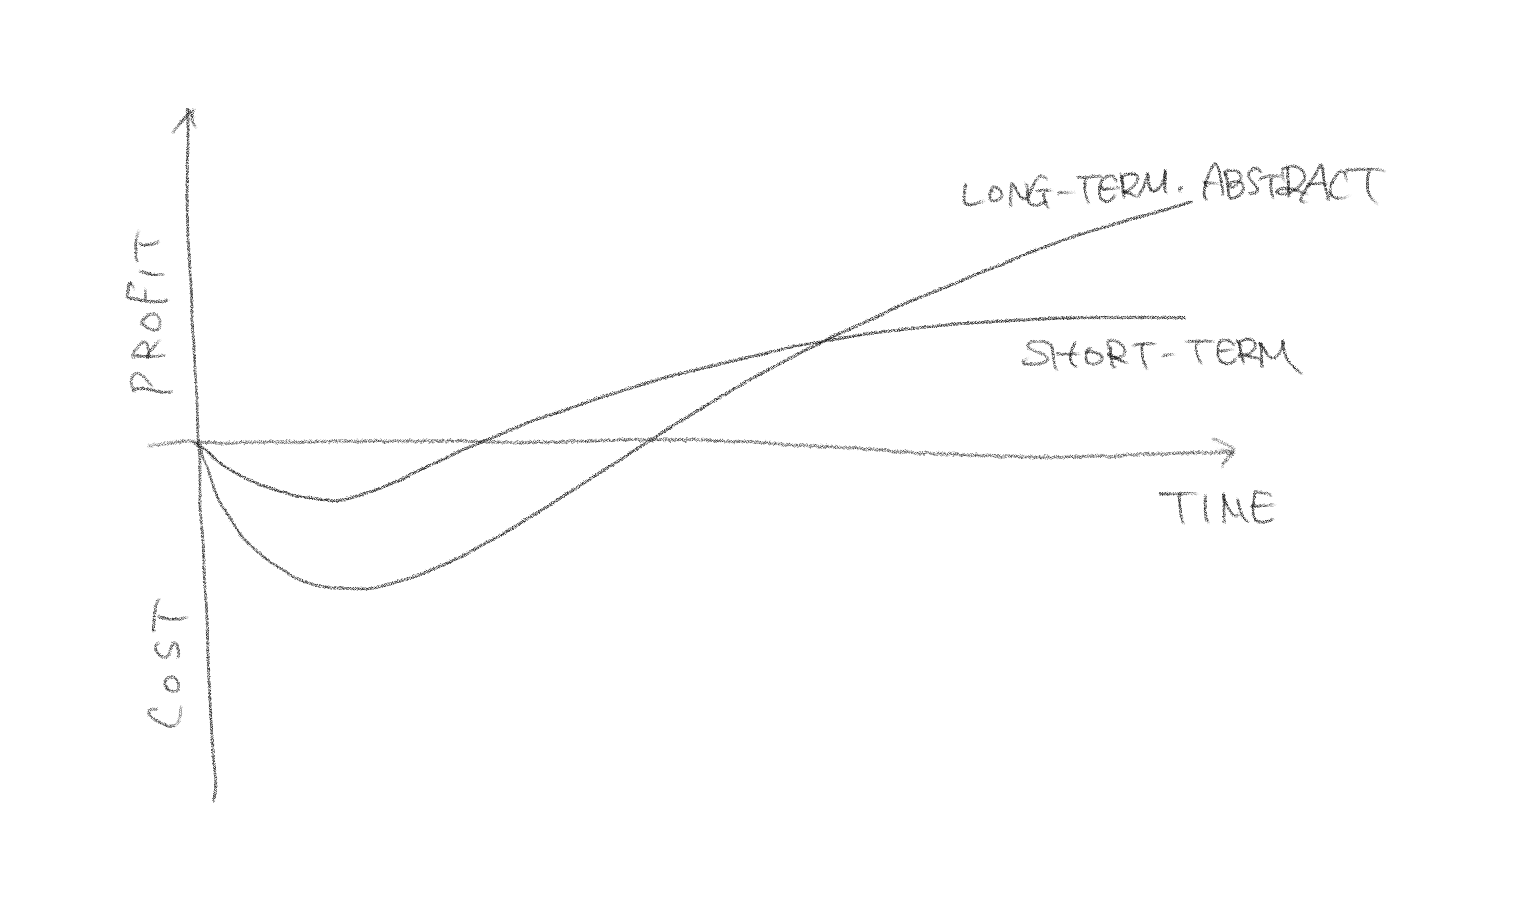 LONG-TERM. ABSTRACT
PROFIT
SHORT-TERM
TIME
COST